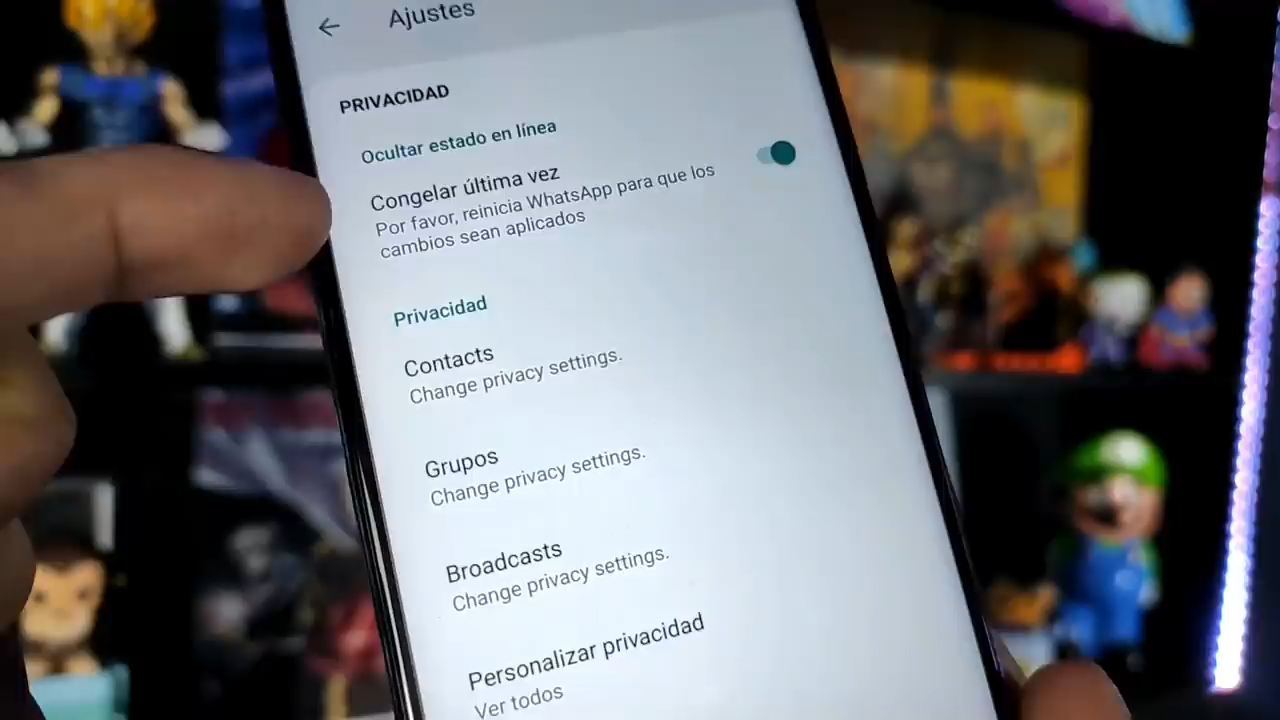 Ajustes
PRIVACIDAD
Ocultar estado en línea
Congelar última vez
Por favor, reinicia WhatsApp para que los
cambios sean aplicados
Privacidad
Contacts
Change privacy settings.
Grupos
Change privacy settings.
Broadcasts
Change privacy settings.
Personalizar privacidad
Ver todos